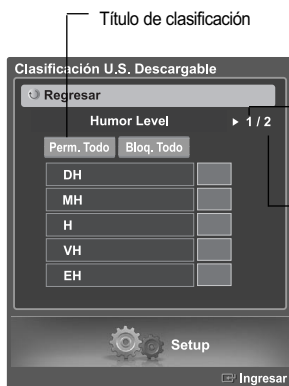 Título de clasificación
Clasificación U.S. Descargable
Regresar
Humor Level ▶ 1 / 2
Perm. Todo Bloq. Todo
DH
MH
H
VH
EH
Setup
Ingresar